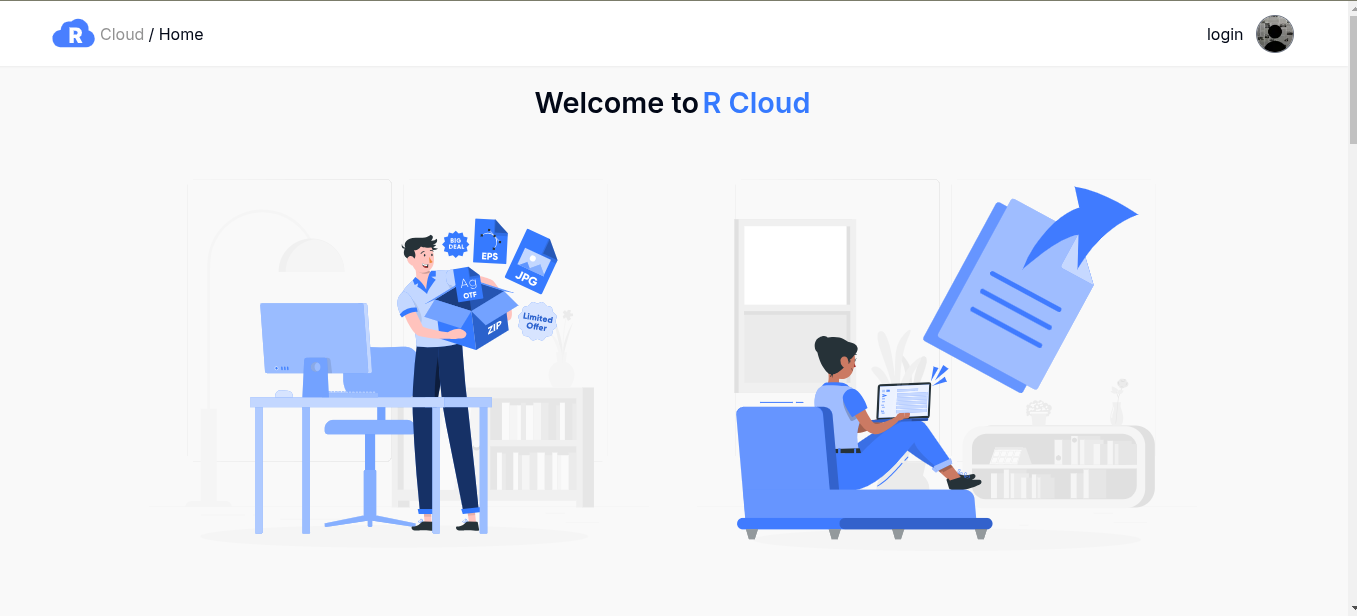 R Cloud / Home
login
Welcome to R Cloud
BIG
DEAL
EPS
JPG
Ag
OTF
ZIP
Limited
Offer